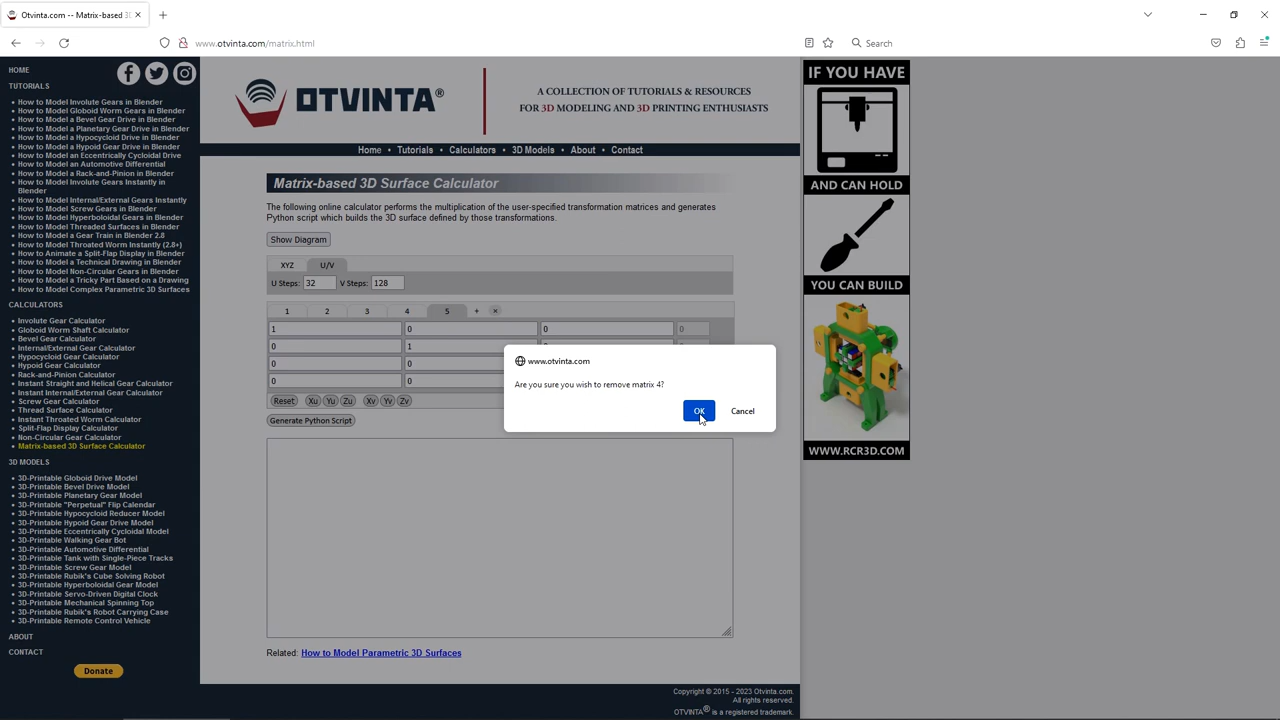 Otvinta.com -- Matrix-based 3D
www.otvinta.com/matrix.html
Search
HOME
TUTORIALS
How to Model Involute Gears in Blender
How to Model Globoid Worm Gears in Blender
How to Model a Bevel Gear Drive in Blender
How to Model a Planetary Gear Drive in Blender
How to Model a Hypocycloid Drive in Blender
How to Model a Hypoid Gear Drive in Blender
How to Model an Eccentrically Cycloidal Drive
How to Model an Automotive Differential
How to Model a Rack-and-Pinion in Blender
How to Model Involute Gears Instantly in
Blender
How to Model Internal/External Gears Instantly
How to Model Screw Gears in Blender
How to Model Hyperboloidal Gears in Blender
How to Model Threaded Surfaces in Blender
How to Model a Gear Train in Blender 2.8
How to Model Throated Worm Instantly (2.8+)
How to Animate a Split-Flap Display in Blender
How to Model a Technical Drawing in Blender
How to Model Non-Circular Gears in Blender
How to Model a Tricky Part Based on a Drawing
How to Model Complex Parametric 3D Surfaces
CALCULATORS
Involute Gear Calculator
Globoid Worm Shaft Calculator
Bevel Gear Calculator
Internal/External Gear Calculator
Hypocycloid Gear Calculator
Hypoid Gear Calculator
Rack-and-Pinion Calculator
Instant Straight and Helical Gear Calculator
Instant Internal/External Gear Calculator
Screw Gear Calculator
Thread Surface Calculator
Instant Throated Worm Calculator
Split-Flap Display Calculator
Non-Circular Gear Calculator
Matrix-based 3D Surface Calculator
3D MODELS
3D-Printable Globoid Drive Model
3D-Printable Bevel Drive Model
3D-Printable Planetary Gear Model
3D-Printable "Perpetual" Flip Calendar
3D-Printable Hypocycloid Reducer Model
3D-Printable Hypoid Gear Drive Model
3D-Printable Eccentrically Cycloidal Model
3D-Printable Walking Gear Bot
3D-Printable Automotive Differential
3D-Printable Tank with Single-Piece Tracks
3D-Printable Screw Gear Model
3D-Printable Rubik's Cube Solving Robot
3D-Printable Hyperboloidal Gear Model
3D-Printable Servo-Driven Digital Clock
3D-Printable Mechanical Spinning Top
3D-Printable Rubik's Robot Carrying Case
3D-Printable Remote Control Vehicle
ABOUT
CONTACT
Donate
OTVINTA®
A COLLECTION OF TUTORIALS & RESOURCES
FOR 3D MODELING AND 3D PRINTING ENTHUSIASTS
Home Tutorials Calculators 3D Models About Contact
Matrix-based 3D Surface Calculator
The following online calculator performs the multiplication of the user-specified transformation matrices and generates
Python script which builds the 3D surface defined by those transformations.
Show Diagram
XYZ U/V
U Steps: 32 V Steps: 128
1 2 3 4 5 + ×
1 0 0 0
0 1
0 0
0 0
Reset Xu Yu Zu Xv Yv Zv
Generate Python Script
www.otvinta.com
Are you sure you wish to remove matrix 4?
OK Cancel
Related: How to Model Parametric 3D Surfaces
Copyright © 2015 - 2023 Otvinta.com.
All rights reserved.
OTVINTA® is a registered trademark.
IF YOU HAVE
AND CAN HOLD
YOU CAN BUILD
WWW.RCR3D.COM